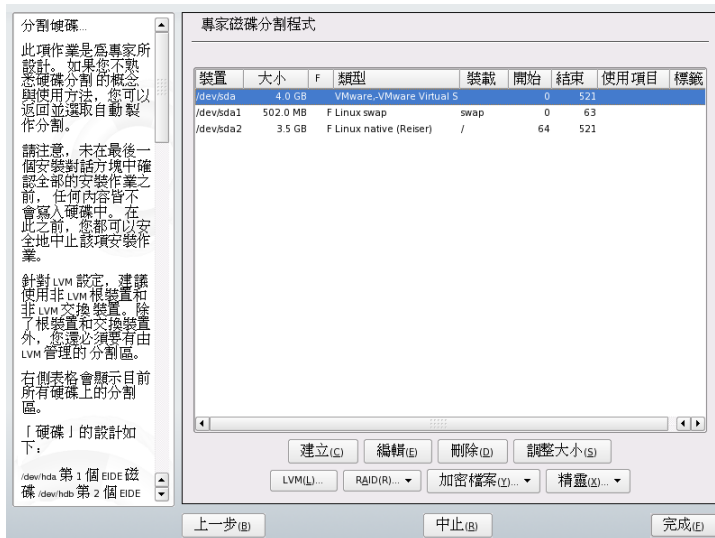 分割硬碟...
此項作業是為專家所
設計。如果您不熟
悉硬碟分割的概念
與使用方法，您可以
返回並選取自動製
作分割。
請注意，未在最後一
個安裝對話方塊中確
認全部的安裝作業之
前，任何內容皆不
會寫入硬碟中。在
此之前，您都可以安
全地中止該項安裝作
業。
針對 LVM 設定，建議
使用非 LVM 根裝置和
非 LVM 交換裝置。除
了根裝置和交換裝置
外，您還必須要有由
LVM 管理的分割區。
右側表格會顯示目前
所有硬碟上的分割
區。
「硬碟」的設計如
下：
/dev/hda 第 1 個 EIDE 磁
碟 /dev/hdb 第 2 個 EIDE
專家磁碟分割程式
裝置 大小 F 類型 裝載 開始 結束 使用項目 標籤
/dev/sda 4.0 GB VMware,-VMware Virtual S 0 521
/dev/sda1 502.0 MB F Linux swap swap 0 63
/dev/sda2 3.5 GB F Linux native (Reiser) / 64 521
建立(C) 編輯(E) 刪除(D) 調整大小(S)
LVM(L)... RAID(R)... 加密檔案(Y)... 精靈(X)...
上一步(B) 中止(R) 完成(F)